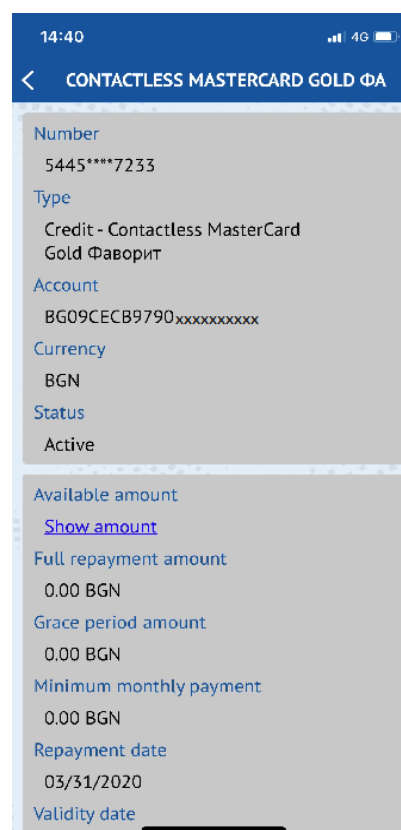 14:40
4G
CONTACTLESS MASTERCARD GOLD ФА
Number
5445****7233
Type
Credit - Contactless MasterCard
Gold Фаворит
Account
BG09CECB9790xxxxxxxxxx
Currency
BGN
Status
Active
Available amount
Show amount
Full repayment amount
0.00 BGN
Grace period amount
0.00 BGN
Minimum monthly payment
0.00 BGN
Repayment date
03/31/2020
Validity date